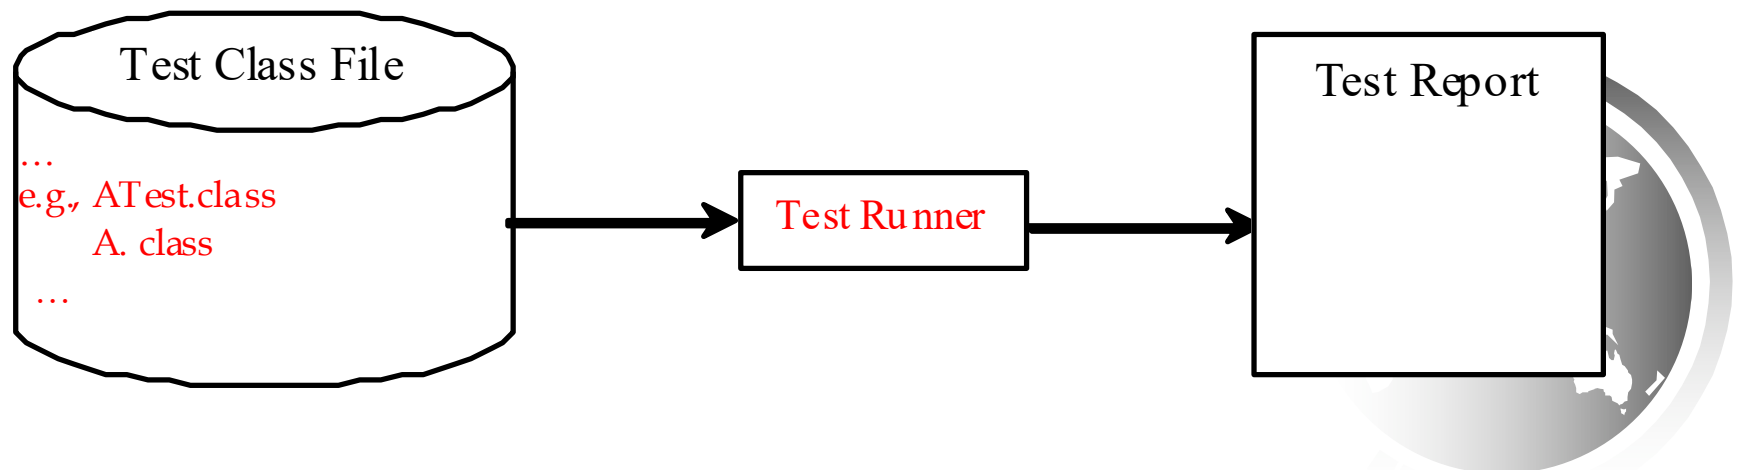 Test Class File
…
e.g., ATest.class
A. class
…
Test Runner
Test Report